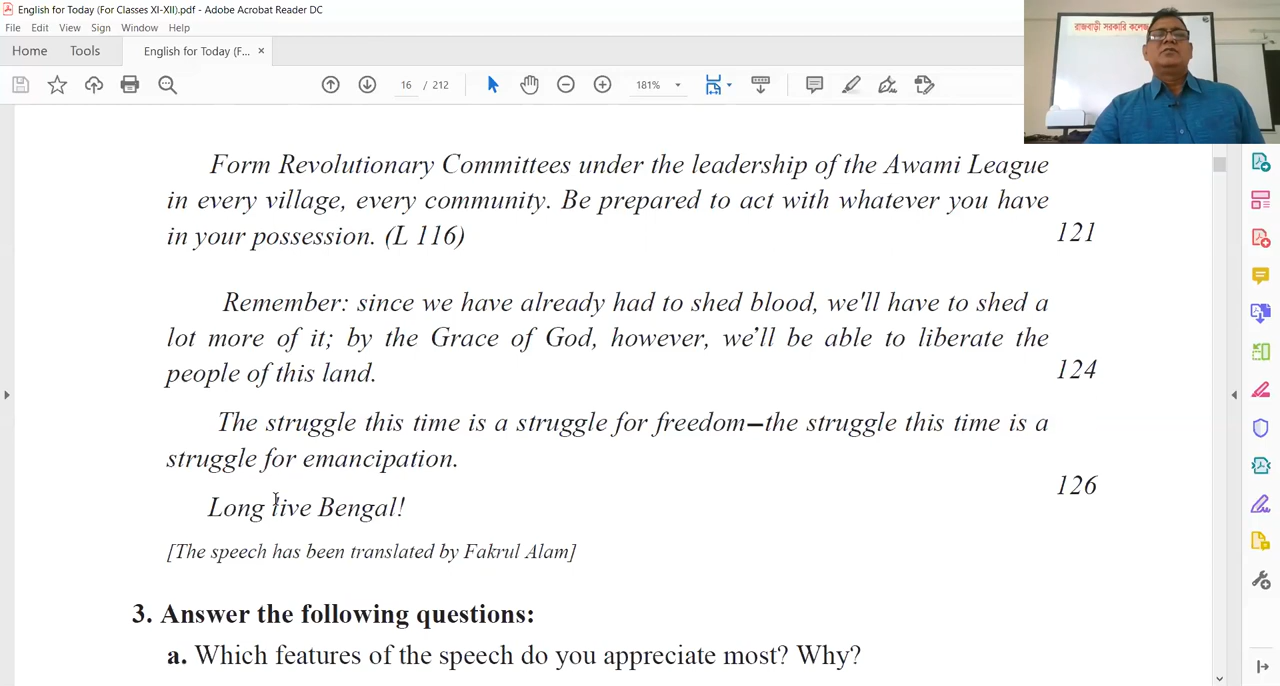 English for Today (For Classes XI-XII).pdf - Adobe Acrobat Reader DC
File Edit View Sign Window Help
Home Tools English for Today (F... ×
16 / 212 181%
রাজবাড়ী সরকারি কলেজ
Form Revolutionary Committees under the leadership of the Awami League
in every village, every community. Be prepared to act with whatever you have
in your possession. (L 116) 121
Remember: since we have already had to shed blood, we'll have to shed a
lot more of it; by the Grace of God, however, we'll be able to liberate the
people of this land. 124
The struggle this time is a struggle for freedom–the struggle this time is a
struggle for emancipation.
126
Long live Bengal!
[The speech has been translated by Fakrul Alam]
3. Answer the following questions:
a. Which features of the speech do you appreciate most? Why?